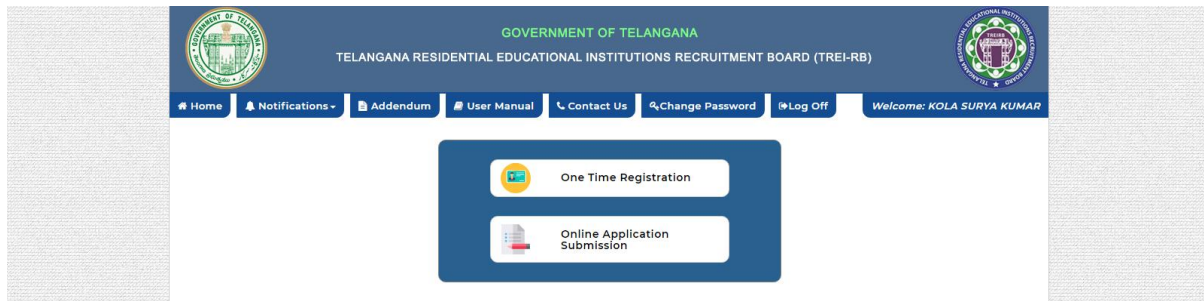 GOVERNMENT OF TELANGANA
TELANGANA RESIDENTIAL EDUCATIONAL INSTITUTIONS RECRUITMENT BOARD (TREI-RB)
Home Notifications Addendum User Manual Contact Us Change Password Log Off Welcome: KOLA SURYA KUMAR
One Time Registration
Online Application
Submission